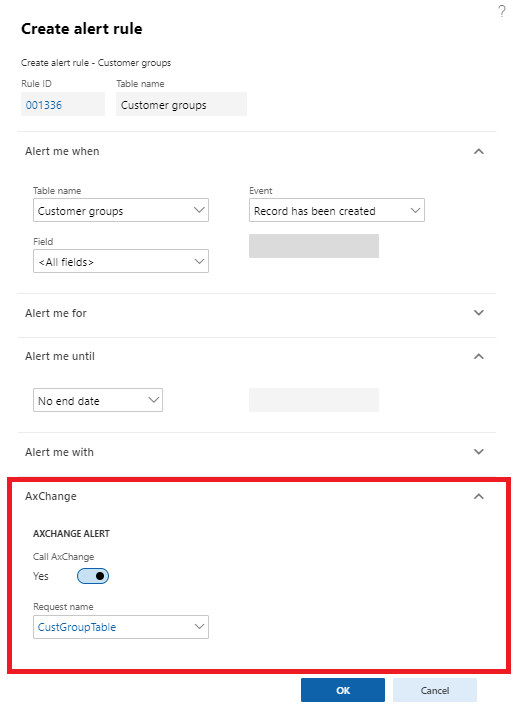 ?
Create alert rule
Create alert rule - Customer groups
Rule ID Table name
001336 Customer groups
Alert me when
Table name Event
Customer groups Record has been created
Field
<All fields>
Alert me for
Alert me until
No end date
Alert me with
AxChange
AXCHANGE ALERT
Call AxChange
Yes
Request name
CustGroupTable
OK Cancel